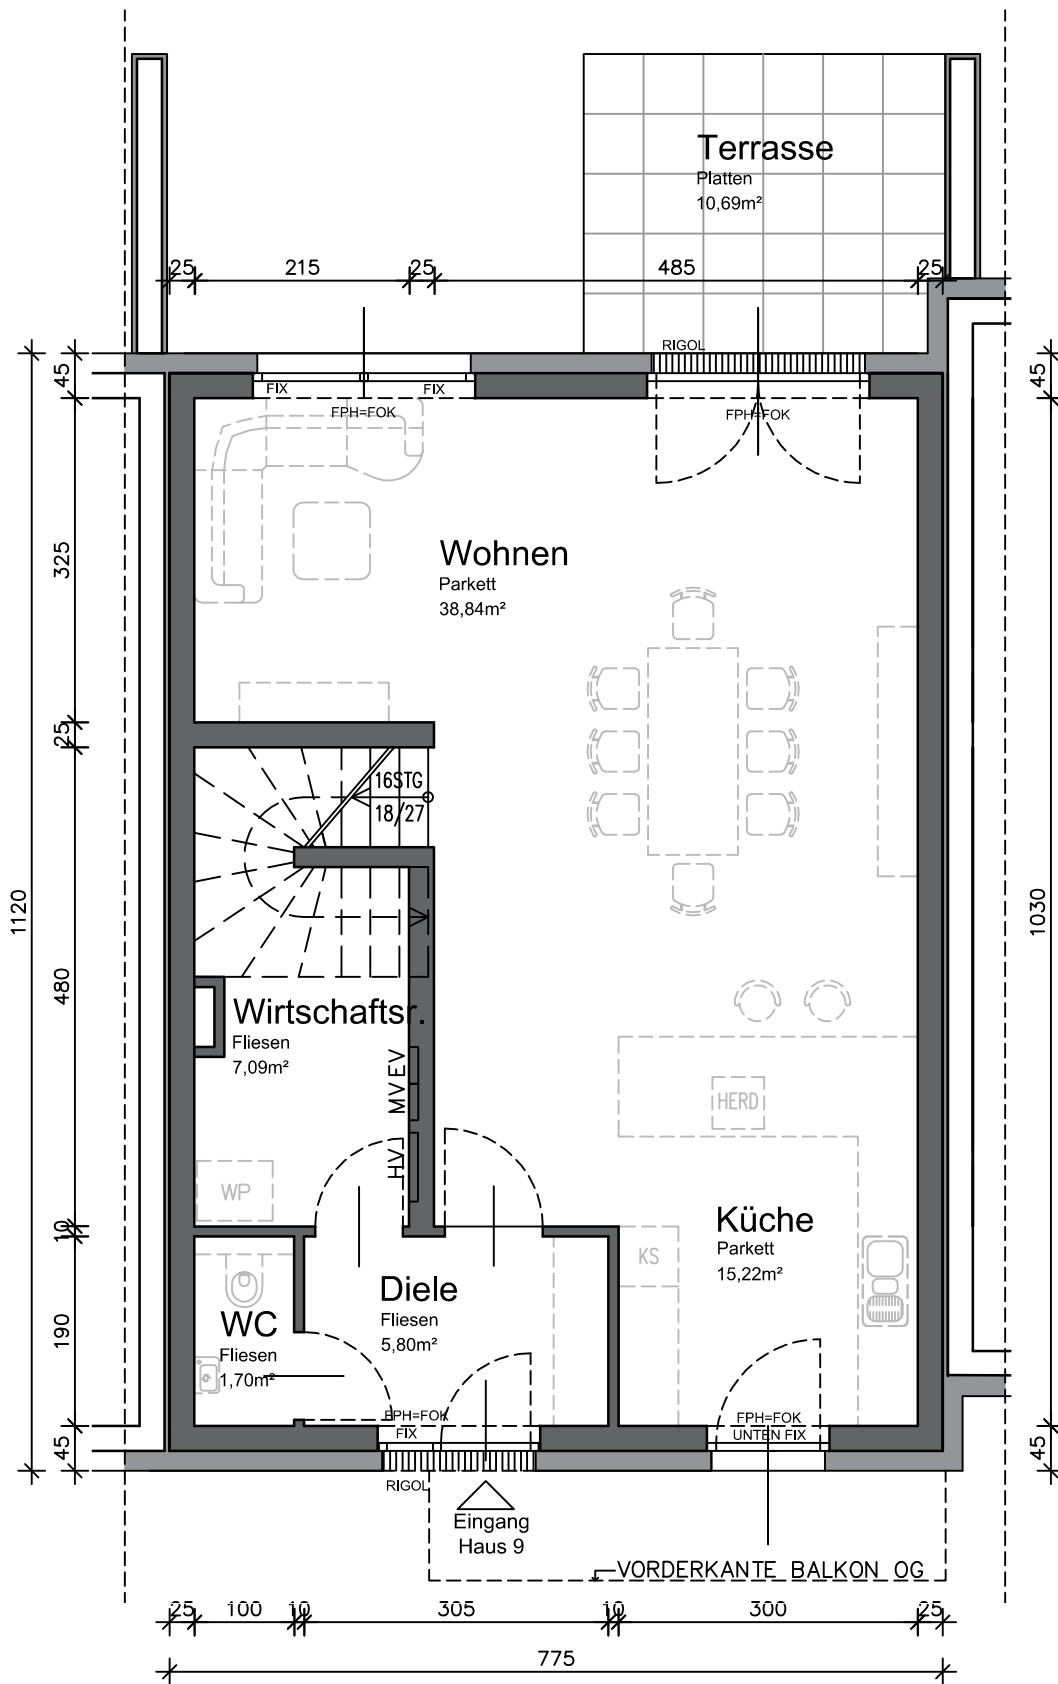 Terrasse
Platten
10,69m²
25 215 25 485 25
RIGOL
45
45
FIX FIX
FPH=FOK
FPH=FOK
Wohnen
Parkett
38,84m²
325
25
16STG
18/27
1120
1030
480
Wirtschaftsr.
Fliesen
7,09m²
EV
MV
HV
HERD
WP
10
Küche
Parkett
15,22m²
KS
Diele
Fliesen
5,80m²
WC
Fliesen
1,70m²
190
FPH=FOK
FIX
FPH=FOK
UNTEN FIX
45
45
RIGOL
Eingang
Haus 9
VORDERKANTE BALKON OG
25 100 10 305 10 300 25
775